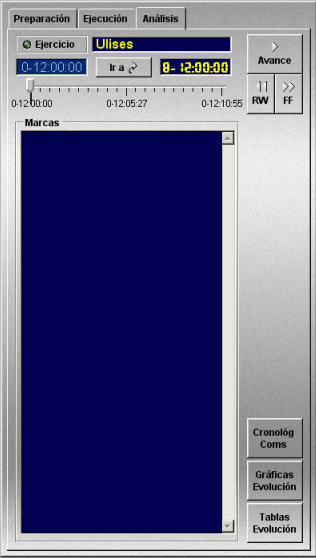 Preparación Ejecución Análisis
Ejercicio Ulises
0-12:00:00 Ir a 8-12:00:00
Avance
RW FF
0-12:00:00 0-12:05:27 0-12:10:55
Marcas
Cronológ
Coms
Gráficas
Evolución
Tablas
Evolución